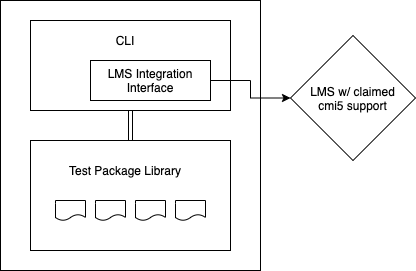 CLI
LMS Integration
Interface
LMS w/ claimed
cmi5 support
Test Package Library